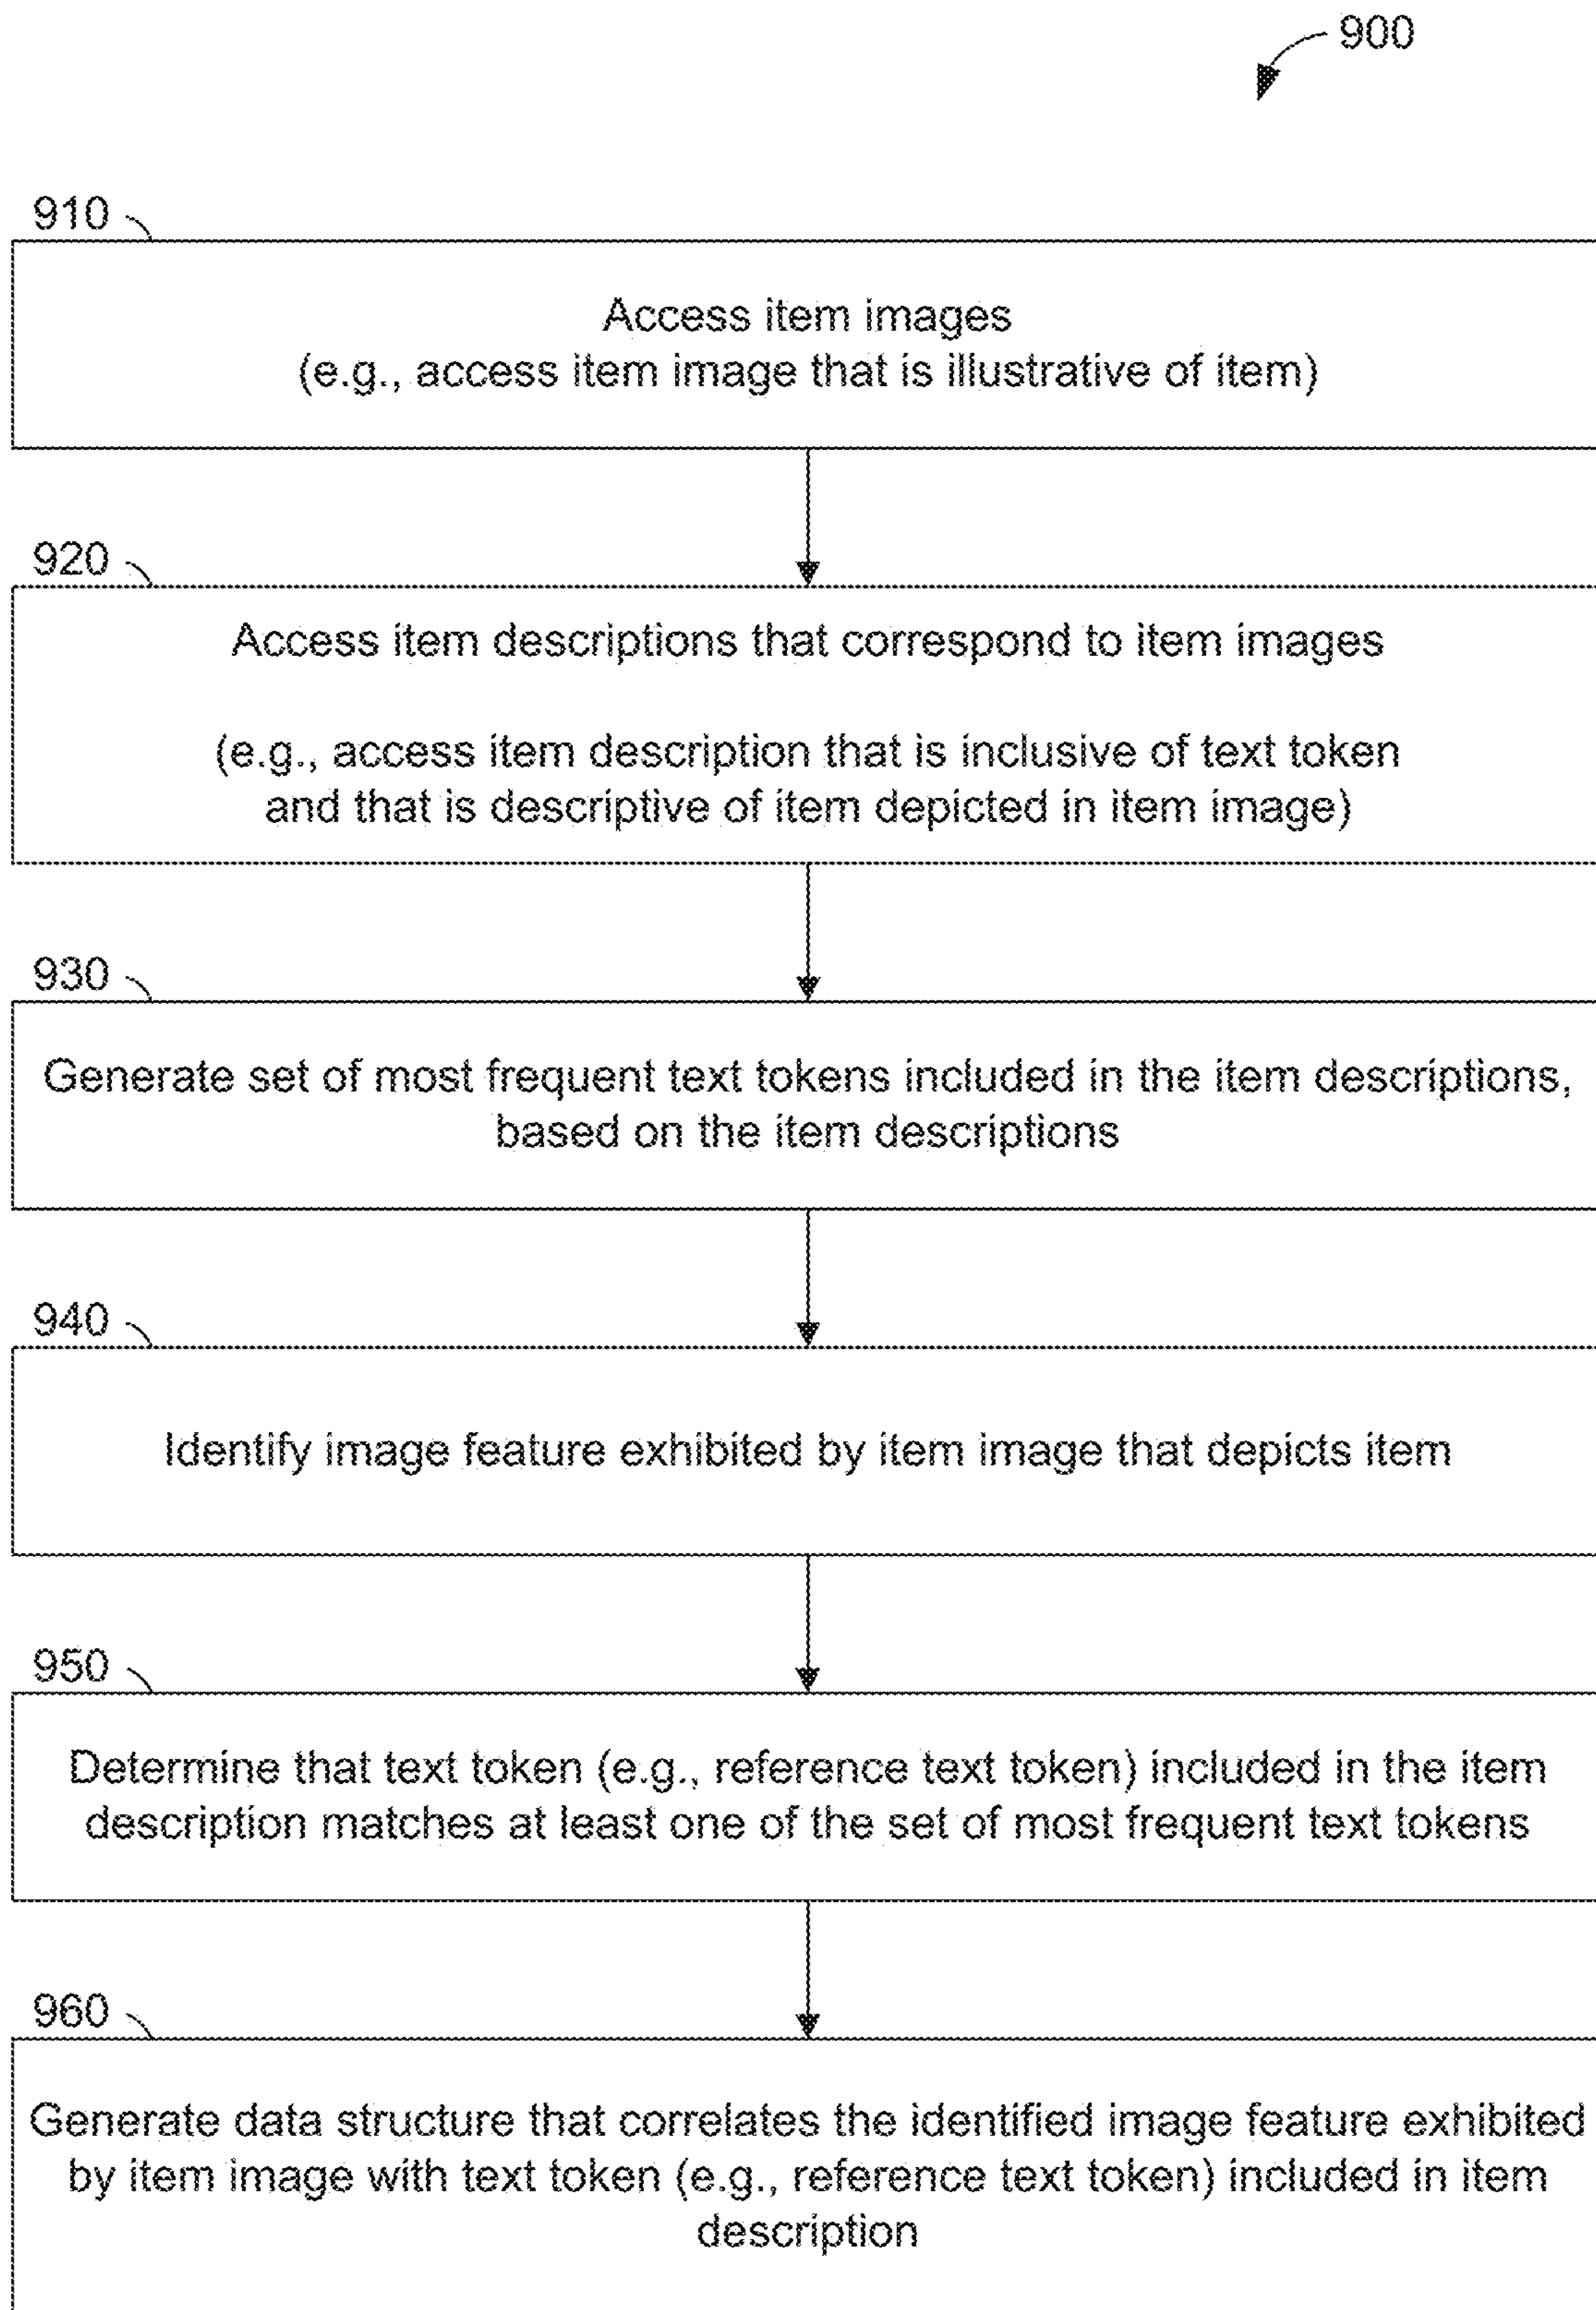 900
910
Access item images
(e.g., access item image that is illustrative of item)
920
Access item descriptions that correspond to item images
(e.g., access item description that is inclusive of text token
and that is descriptive of item depicted in item image)
930
Generate set of most frequent text tokens included in the item descriptions,
based on the item descriptions
940
Identify image feature exhibited by item image that depicts item
950
Determine that text token (e.g., reference text token) included in the item
description matches at least one of the set of most frequent text tokens
960
Generate data structure that correlates the identified image feature exhibited
by item image with text token (e.g., reference text token) included in item
description